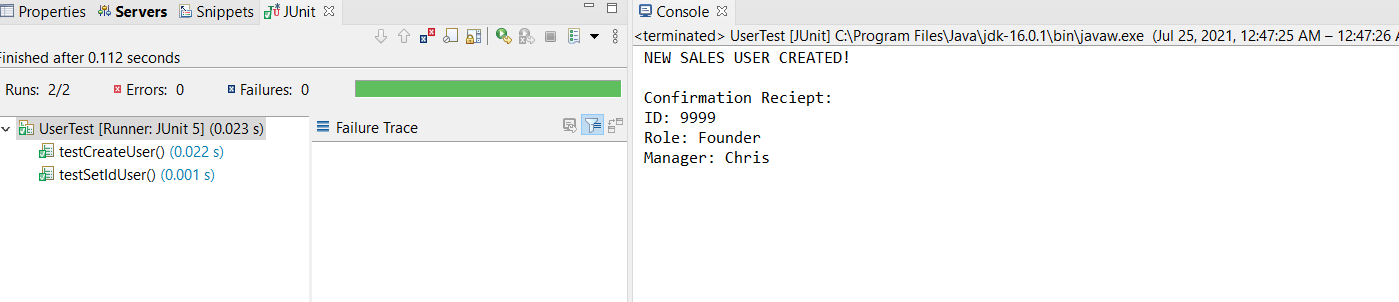 Properties Servers Snippets JUnit
Finished after 0.112 seconds
Runs: 2/2 Errors: 0 Failures: 0
UserTest [Runner: JUnit 5] (0.023 s)
testCreateUser() (0.022 s)
testSetIdUser() (0.001 s)
Failure Trace
Console
<terminated> UserTest [JUnit] C:\Program Files\Java\jdk-16.0.1\bin\javaw.exe (Jul 25, 2021, 12:47:25 AM – 12:47:26 A
NEW SALES USER CREATED!
Confirmation Reciept:
ID: 9999
Role: Founder
Manager: Chris